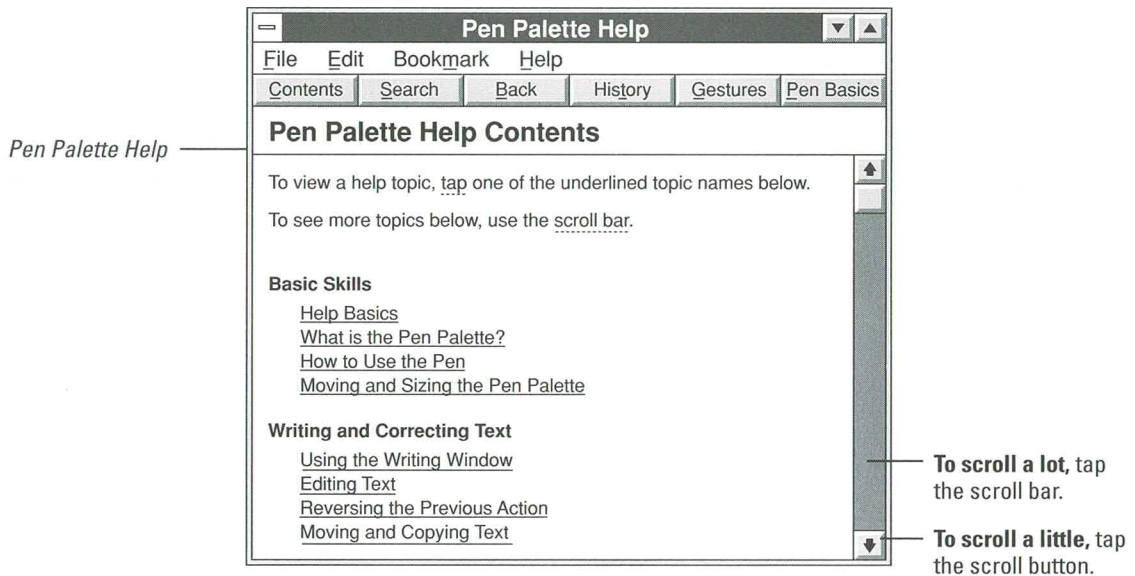 Pen Palette Help
File Edit Bookmark Help
Contents Search Back History Gestures Pen Basics
Pen Palette Help Contents
Pen Palette Help
To view a help topic, tap one of the underlined topic names below.
To see more topics below, use the scroll bar.
Basic Skills
Help Basics
What is the Pen Palette?
How to Use the Pen
Moving and Sizing the Pen Palette
Writing and Correcting Text
Using the Writing Window
Editing Text
Reversing the Previous Action
Moving and Copying Text
To scroll a lot, tap
the scroll bar.
To scroll a little, tap
the scroll button.